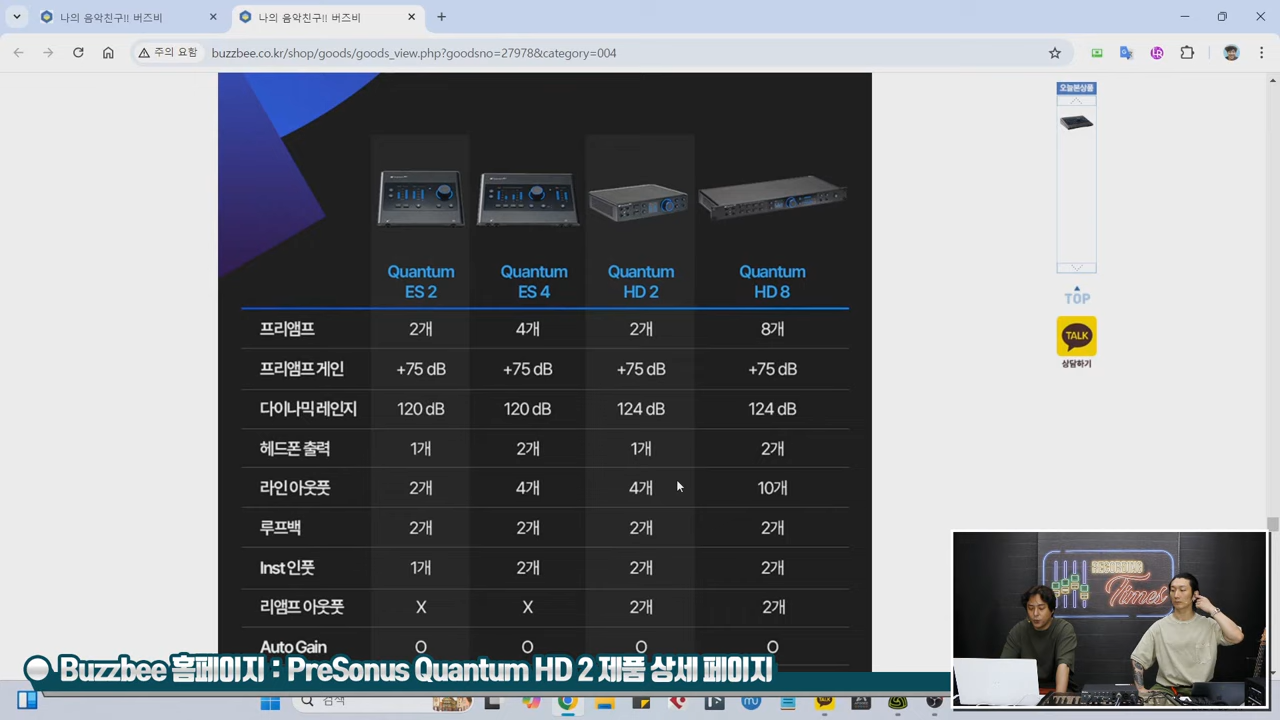 나의 음악친구!! 버즈비
나의 음악친구!! 버즈비
주의 요함
buzzbee.co.kr/shop/goods/goods_view.php?goodsno=27978&category=004
오늘본상품
TOP
TALK
상담하기
Quantum ES 2
Quantum ES 4
Quantum HD 2
Quantum HD 8
프리앰프 2개 4개 2개 8개
프리앰프 게인 +75 dB +75 dB +75 dB +75 dB
다이나믹 레인지 120 dB 120 dB 124 dB 124 dB
헤드폰 출력 1개 2개 1개 2개
라인 아웃풋 2개 4개 4개 10개
루프백 2개 2개 2개 2개
Inst 인풋 1개 2개 2개 2개
리앰프 아웃풋 X X 2개 2개
Auto Gain O O O O
RECORDING
Times
Buzzbee 홈페이지 : PreSonus Quantum HD 2 제품 상세 페이지
검색